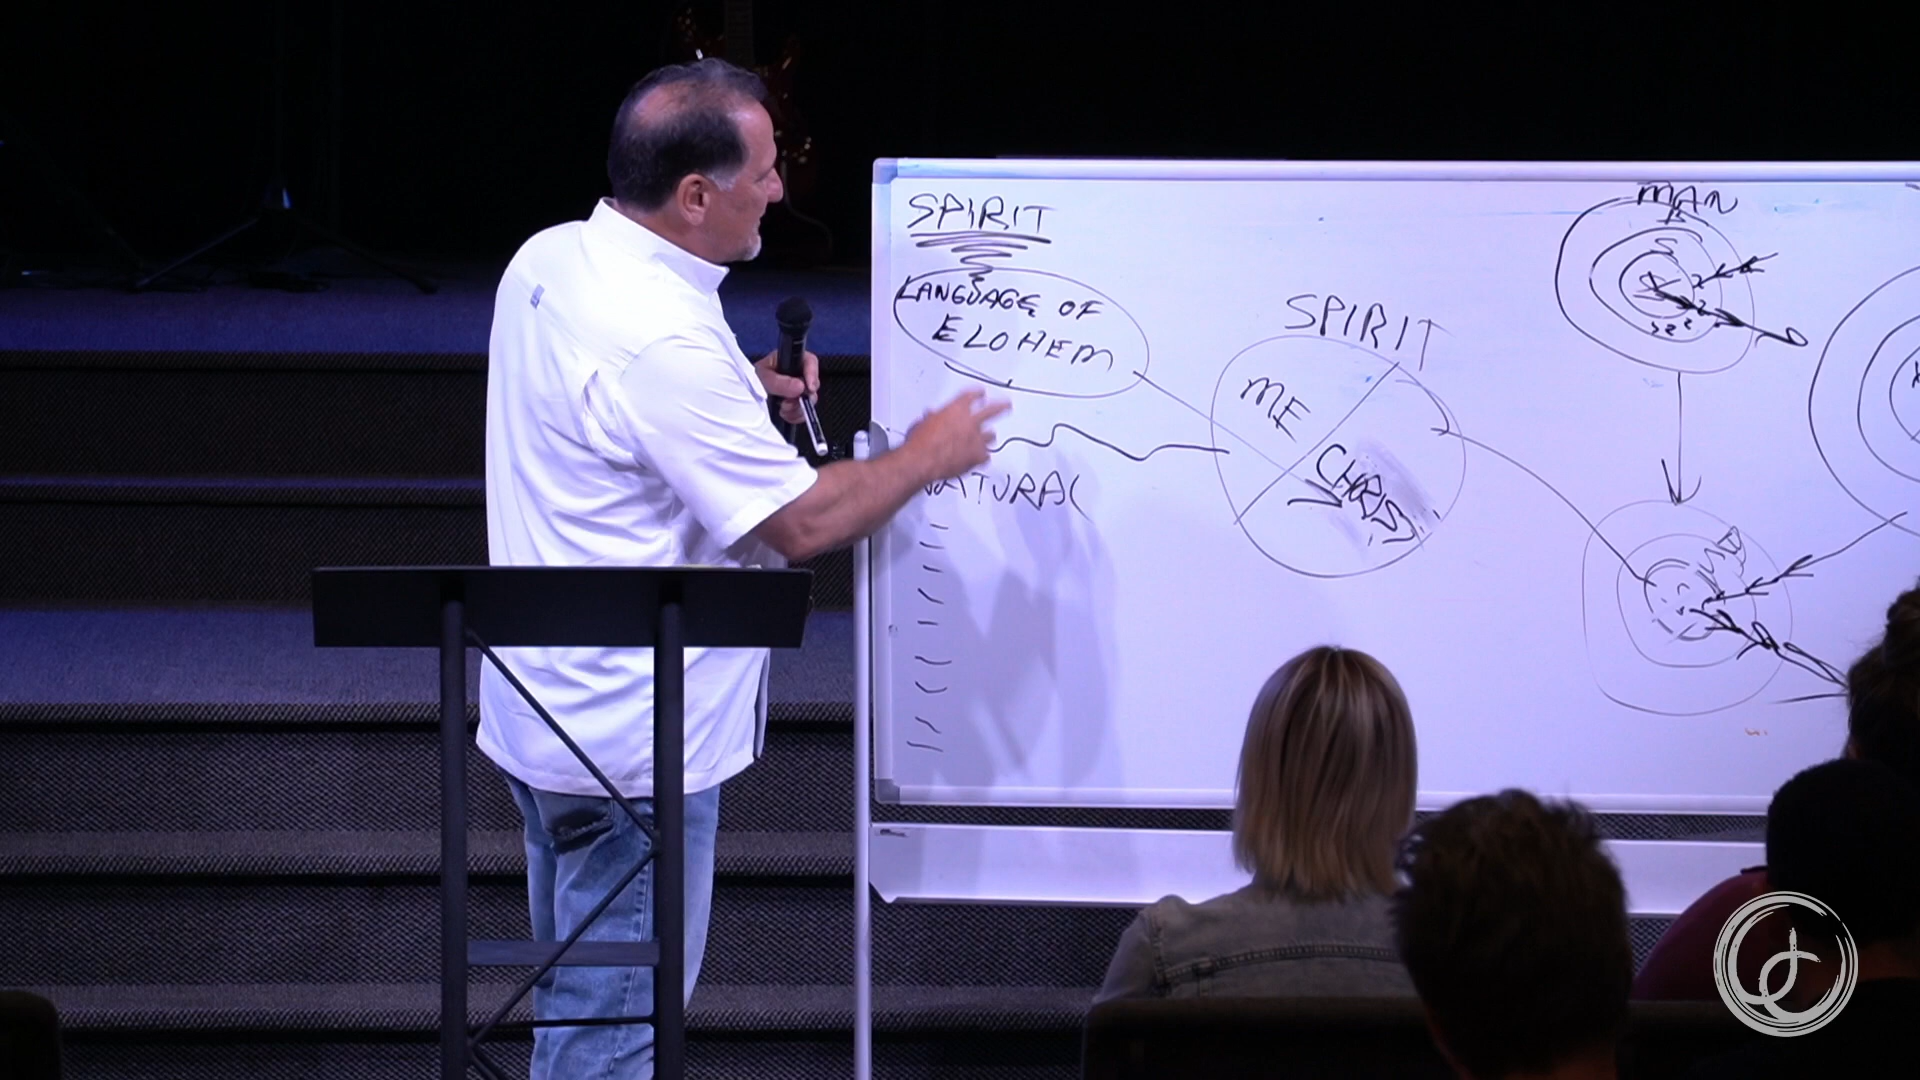 SPIRIT
LANGUAGE OF
ELOHEM
NATURAL
SPIRIT
ME
CHRIST
MAN